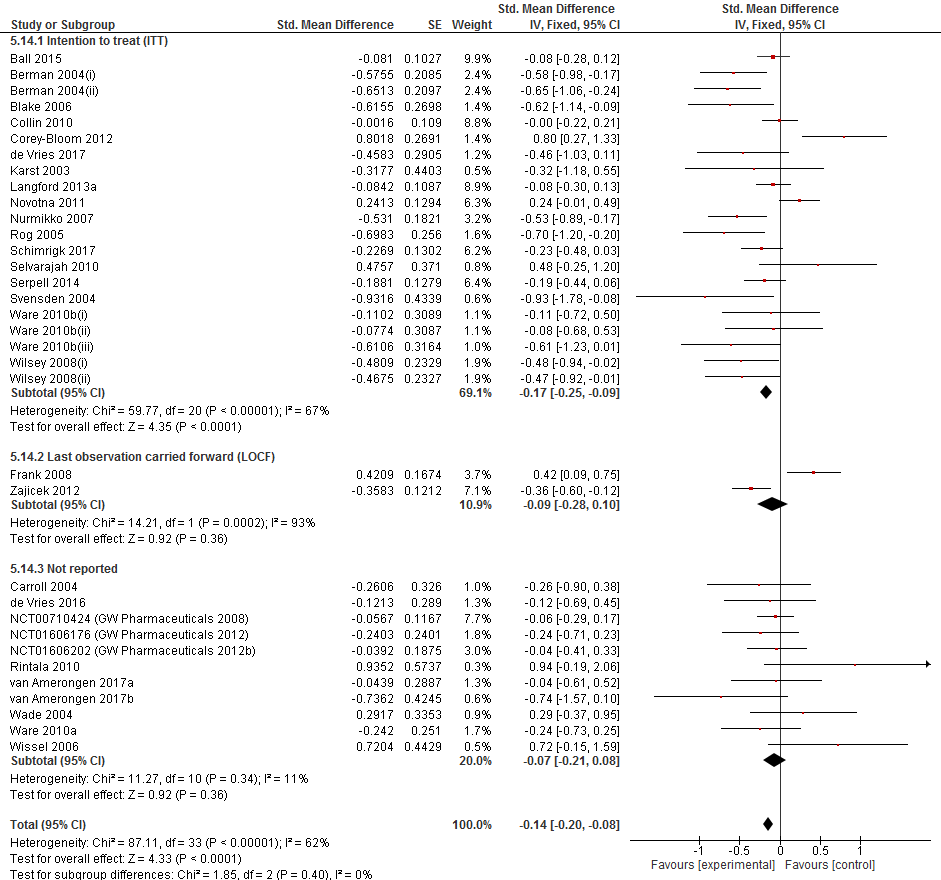 Std. Mean Difference Std. Mean Difference
Study or Subgroup Std. Mean Difference SE Weight IV, Fixed, 95% CI IV, Fixed, 95% CI
5.14.1 Intention to treat (ITT)
Ball 2015 -0.081 0.1027 9.9% -0.08 [-0.28, 0.12]
Berman 2004(i) -0.5755 0.2085 2.4% -0.58 [-0.98, -0.17]
Berman 2004(ii) -0.6513 0.2097 2.4% -0.65 [-1.06, -0.24]
Blake 2006 -0.6155 0.2698 1.4% -0.62 [-1.14, -0.09]
Collin 2010 -0.0016 0.109 8.8% -0.00 [-0.22, 0.21]
Corey-Bloom 2012 0.8018 0.2691 1.4% 0.80 [0.27, 1.33]
de Vries 2017 -0.4583 0.2905 1.2% -0.46 [-1.03, 0.11]
Karst 2003 -0.3177 0.4403 0.5% -0.32 [-1.18, 0.55]
Langford 2013a -0.0842 0.1087 8.9% -0.08 [-0.30, 0.13]
Novotna 2011 0.2413 0.1294 6.3% 0.24 [-0.01, 0.49]
Nurmikko 2007 -0.531 0.1821 3.2% -0.53 [-0.89, -0.17]
Rog 2005 -0.6983 0.256 1.6% -0.70 [-1.20, -0.20]
Schimrigk 2017 -0.2269 0.1302 6.2% -0.23 [-0.48, 0.03]
Selvarajah 2010 0.4757 0.371 0.8% 0.48 [-0.25, 1.20]
Serpell 2014 -0.1881 0.1279 6.4% -0.19 [-0.44, 0.06]
Svensden 2004 -0.9316 0.4339 0.6% -0.93 [-1.78, -0.08]
Ware 2010b(i) -0.1102 0.3089 1.1% -0.11 [-0.72, 0.50]
Ware 2010b(ii) -0.0774 0.3087 1.1% -0.08 [-0.68, 0.53]
Ware 2010b(iii) -0.6106 0.3164 1.0% -0.61 [-1.23, 0.01]
Wilsey 2008(i) -0.4809 0.2329 1.9% -0.48 [-0.94, -0.02]
Wilsey 2008(ii) -0.4675 0.2327 1.9% -0.47 [-0.92, -0.01]
Subtotal (95% CI) 69.1% -0.17 [-0.25, -0.09]
Heterogeneity: Chi² = 59.77, df = 20 (P < 0.00001); I² = 67%
Test for overall effect: Z = 4.35 (P < 0.0001)
5.14.2 Last observation carried forward (LOCF)
Frank 2008 0.4209 0.1674 3.7% 0.42 [0.09, 0.75]
Zajicek 2012 -0.3583 0.1212 7.1% -0.36 [-0.60, -0.12]
Subtotal (95% CI) 10.9% -0.09 [-0.28, 0.10]
Heterogeneity: Chi² = 14.21, df = 1 (P = 0.0002); I² = 93%
Test for overall effect: Z = 0.92 (P = 0.36)
5.14.3 Not reported
Carroll 2004 -0.2606 0.326 1.0% -0.26 [-0.90, 0.38]
de Vries 2016 -0.1213 0.289 1.3% -0.12 [-0.69, 0.45]
NCT00710424 (GW Pharmaceuticals 2008) -0.0567 0.1167 7.7% -0.06 [-0.29, 0.17]
NCT01606176 (GW Pharmaceuticals 2012) -0.2403 0.2401 1.8% -0.24 [-0.71, 0.23]
NCT01606202 (GW Pharmaceuticals 2012b) -0.0392 0.1875 3.0% -0.04 [-0.41, 0.33]
Rintala 2010 0.9352 0.5737 0.3% 0.94 [-0.19, 2.06]
van Amerongen 2017a -0.0439 0.2887 1.3% -0.04 [-0.61, 0.52]
van Amerongen 2017b -0.7362 0.4245 0.6% -0.74 [-1.57, 0.10]
Wade 2004 0.2917 0.3353 0.9% 0.29 [-0.37, 0.95]
Ware 2010a -0.242 0.251 1.7% -0.24 [-0.73, 0.25]
Wissel 2006 0.7204 0.4429 0.5% 0.72 [-0.15, 1.59]
Subtotal (95% CI) 20.0% -0.07 [-0.21, 0.08]
Heterogeneity: Chi² = 11.27, df = 10 (P = 0.34); I² = 11%
Test for overall effect: Z = 0.92 (P = 0.36)
Total (95% CI) 100.0% -0.14 [-0.20, -0.08]
Heterogeneity: Chi² = 87.11, df = 33 (P < 0.00001); I² = 62%
Test for overall effect: Z = 4.33 (P < 0.0001)
Test for subgroup differences: Chi² = 1.85, df = 2 (P = 0.40), I² = 0%
-1 -0.5 0 0.5 1
Favours [experimental] Favours [control]